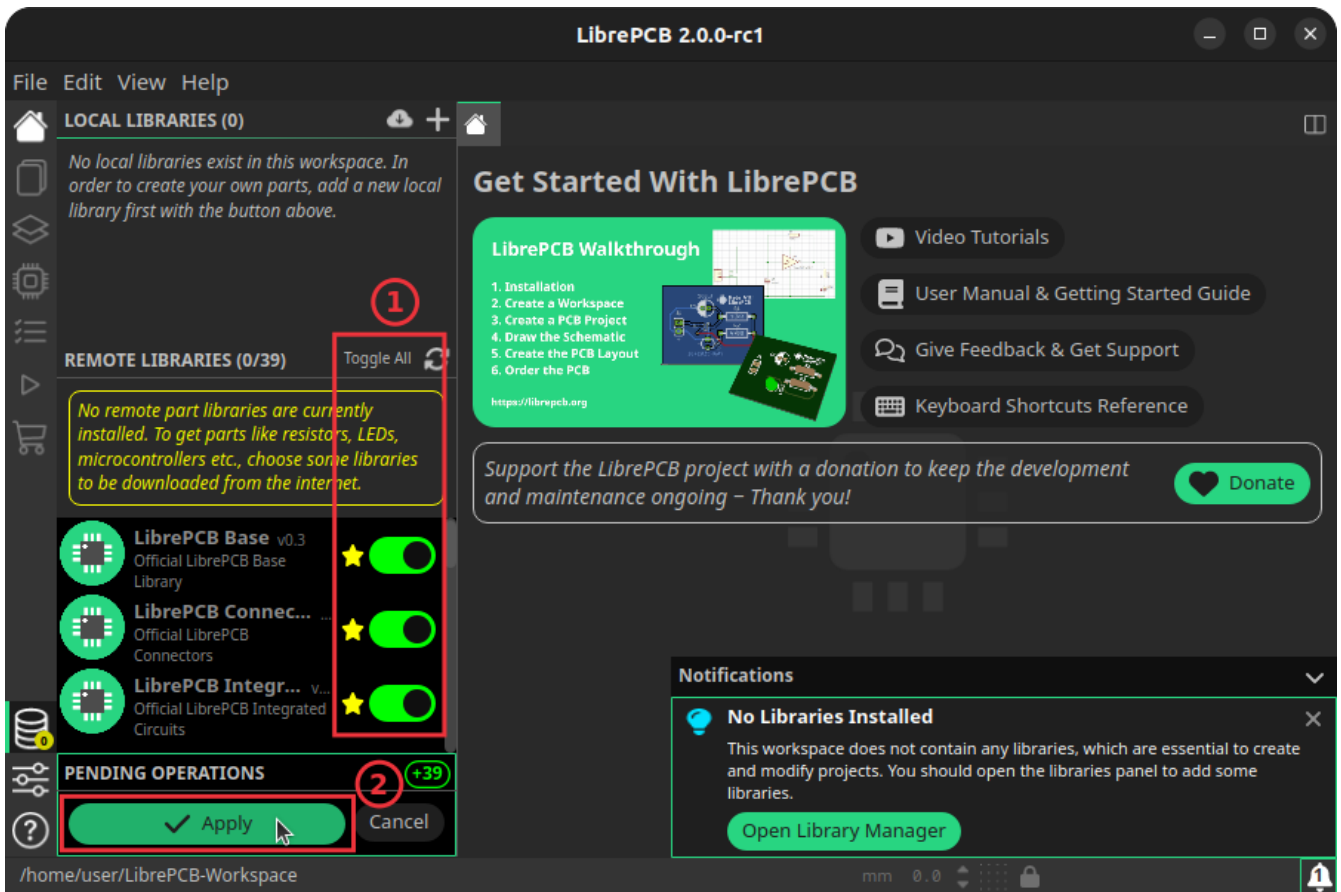 LibrePCB 2.0.0-rc1
File Edit View Help
LOCAL LIBRARIES (0)
No local libraries exist in this workspace. In
order to create your own parts, add a new local
library first with the button above.
1
REMOTE LIBRARIES (0/39) Toggle All
No remote part libraries are currently
installed. To get parts like resistors, LEDs,
microcontrollers etc., choose some libraries
to be downloaded from the internet.
LibrePCB Base v0.3
Official LibrePCB Base
Library
LibrePCB Connec... ...
Official LibrePCB
Connectors
LibrePCB Integr... v...
Official LibrePCB Integrated
Circuits
0
PENDING OPERATIONS +39
2
Apply Cancel
Get Started With LibrePCB
LibrePCB Walkthrough
1. Installation
2. Create a Workspace
3. Create a PCB Project
4. Draw the Schematic
5. Create the PCB Layout
6. Order the PCB
https://librepcb.org
Video Tutorials
User Manual & Getting Started Guide
Give Feedback & Get Support
Keyboard Shortcuts Reference
Support the LibrePCB project with a donation to keep the development
and maintenance ongoing – Thank you!
Donate
Notifications
No Libraries Installed
This workspace does not contain any libraries, which are essential to create
and modify projects. You should open the libraries panel to add some
libraries.
Open Library Manager
/home/user/LibrePCB-Workspace mm 0.0 1